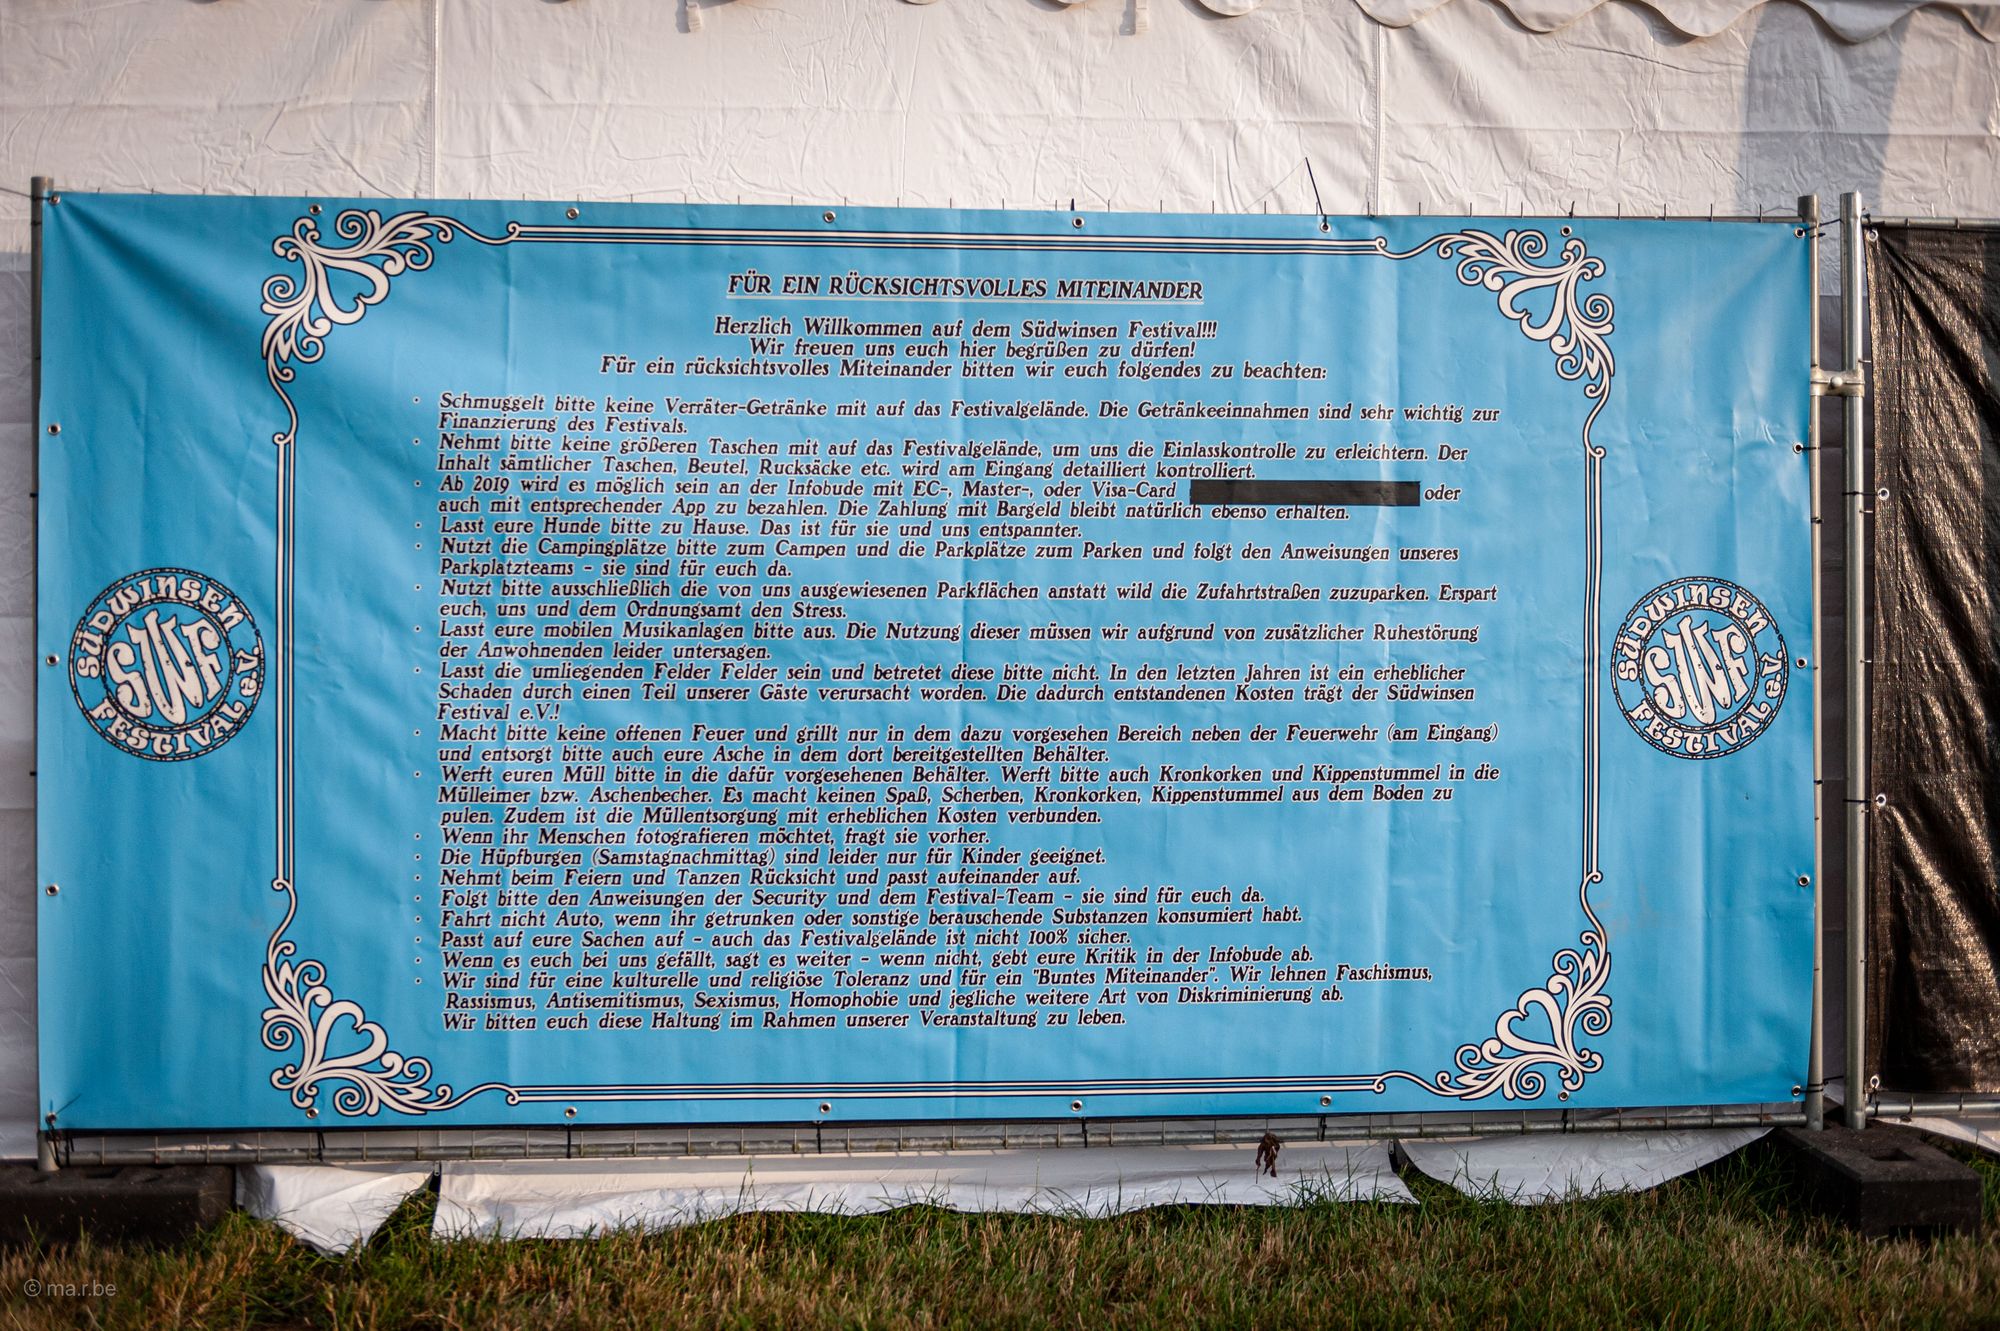 FÜR EIN RÜCKSICHTSVOLLES MITEINANDER
Herzlich Willkommen auf dem Südwinsen Festival!!!
Wir freuen uns euch hier begrüßen zu dürfen!
Für ein rücksichtsvolles Miteinander bitten wir euch folgendes zu beachten:
• Schmuggelt bitte keine Verräter-Getränke mit auf das Festivalgelände. Die Getränkeeinnahmen sind sehr wichtig zur
Finanzierung des Festivals.
• Nehmt bitte keine größeren Taschen mit auf das Festivalgelände, um uns die Einlasskontrolle zu erleichtern. Der
Inhalt sämtlicher Taschen, Beutel, Rucksäcke etc. wird am Eingang detailliert kontrolliert.
• Ab 2019 wird es möglich sein an der Infobude mit EC-, Master-, oder Visa-Card oder
auch mit entsprechender App zu bezahlen. Die Zahlung mit Bargeld bleibt natürlich ebenso erhalten.
• Lasst eure Hunde bitte zu Hause. Das ist für sie und uns entspannter.
• Nutzt die Campingplätze bitte zum Campen und die Parkplätze zum Parken und folgt den Anweisungen unseres
Parkplatzteams - sie sind für euch da.
• Nutzt bitte ausschließlich die von uns ausgewiesenen Parkflächen anstatt wild die Zufahrtstraßen zuzuparken. Erspart
euch, uns und dem Ordnungsamt den Stress.
• Lasst eure mobilen Musikanlagen bitte aus. Die Nutzung dieser müssen wir aufgrund von zusätzlicher Ruhestörung
der Anwohnenden leider untersagen.
• Lasst die umliegenden Felder Felder sein und betretet diese bitte nicht. In den letzten Jahren ist ein erheblicher
Schaden durch einen Teil unserer Gäste verursacht worden. Die dadurch entstandenen Kosten trägt der Südwinsen
Festival e.V.!
• Macht bitte keine offenen Feuer und grillt nur in dem dazu vorgesehen Bereich neben der Feuerwehr (am Eingang)
und entsorgt bitte auch eure Asche in dem dort bereitgestellten Behälter.
• Werft euren Müll bitte in die dafür vorgesehenen Behälter. Werft bitte auch Kronkorken und Kippenstummel in die
Mülleimer bzw. Aschenbecher. Es macht keinen Spaß, Scherben, Kronkorken, Kippenstummel aus dem Boden zu
pulen. Zudem ist die Müllentsorgung mit erheblichen Kosten verbunden.
• Wenn ihr Menschen fotografieren möchtet, fragt sie vorher.
• Die Hüpfburgen (Samstagnachmittag) sind leider nur für Kinder geeignet.
• Nehmt beim Feiern und Tanzen Rücksicht und passt aufeinander auf.
• Folgt bitte den Anweisungen der Security und dem Festival-Team - sie sind für euch da.
• Fahrt nicht Auto, wenn ihr getrunken oder sonstige berauschende Substanzen konsumiert habt.
• Passt auf eure Sachen auf - auch das Festivalgelände ist nicht 100% sicher.
• Wenn es euch bei uns gefällt, sagt es weiter - wenn nicht, gebt eure Kritik in der Infobude ab.
• Wir sind für eine kulturelle und religiöse Toleranz und für ein "Buntes Miteinander". Wir lehnen Faschismus,
Rassismus, Antisemitismus, Sexismus, Homophobie und jegliche weitere Art von Diskriminierung ab.
Wir bitten euch diese Haltung im Rahmen unserer Veranstaltung zu leben.
SÜDWINSEN FESTIVAL e.V.
SWF
SÜDWINSEN FESTIVAL e.V.
SWF
© ma.r.be